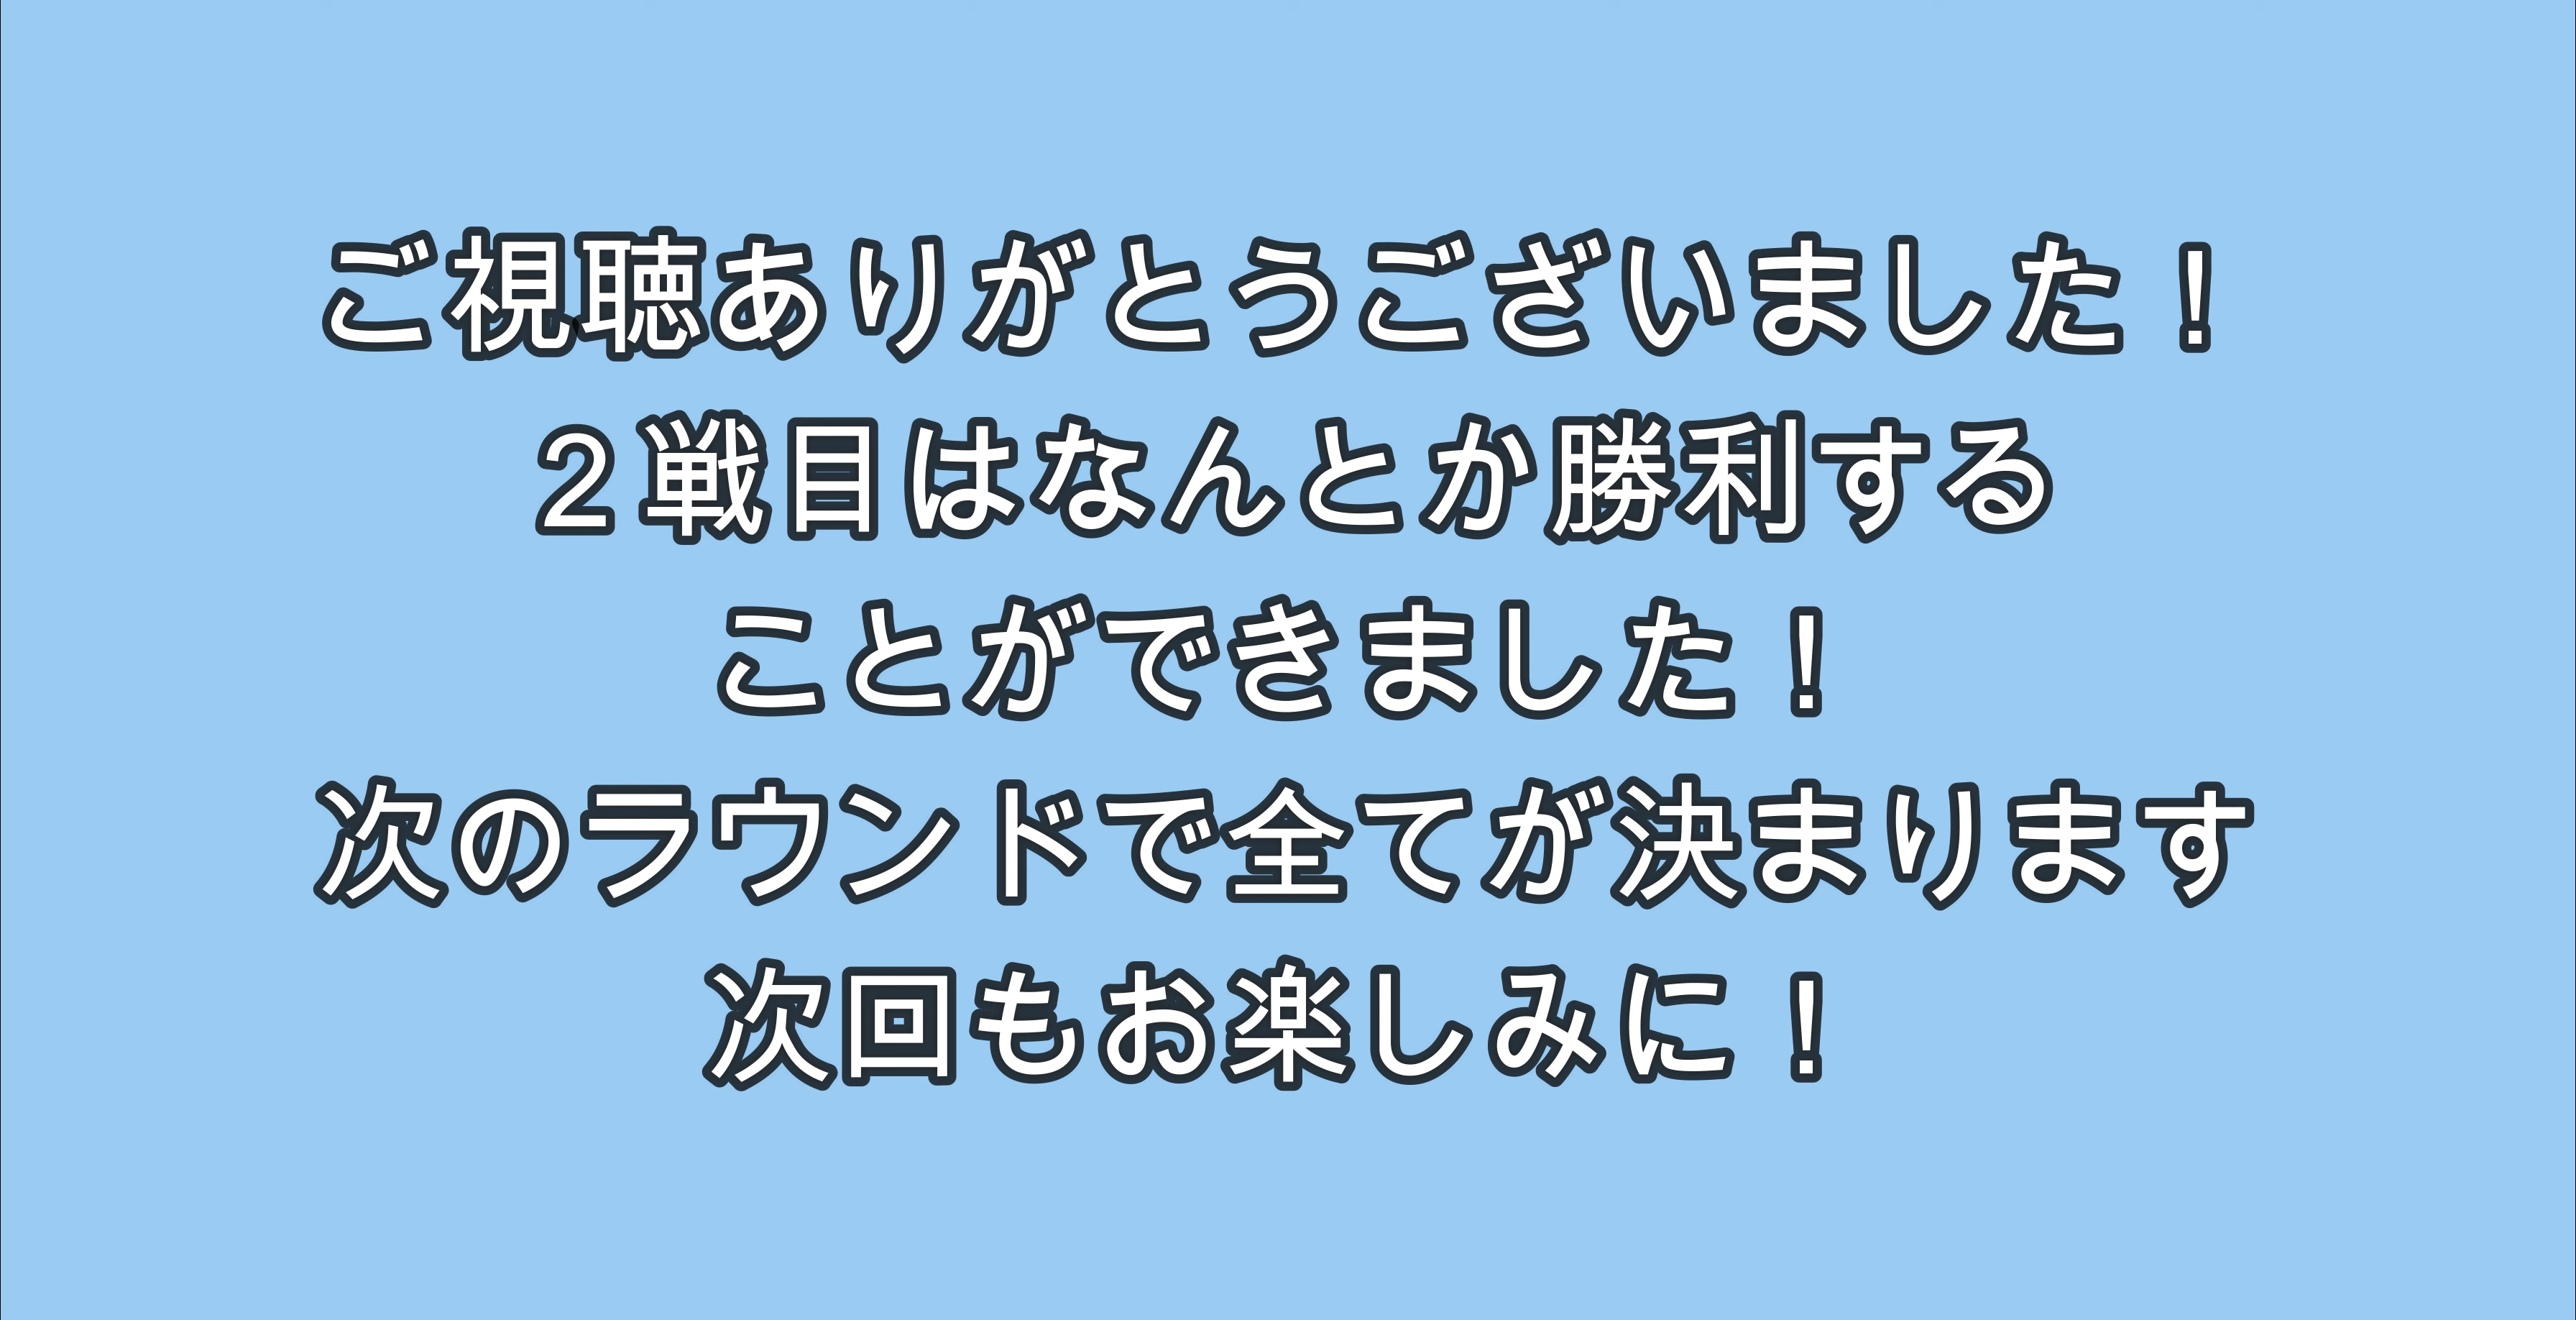 ご視聴ありがとうございました！
２戦目はなんとか勝利する
ことができました！
次のラウンドで全てが決まります
次回もお楽しみに！